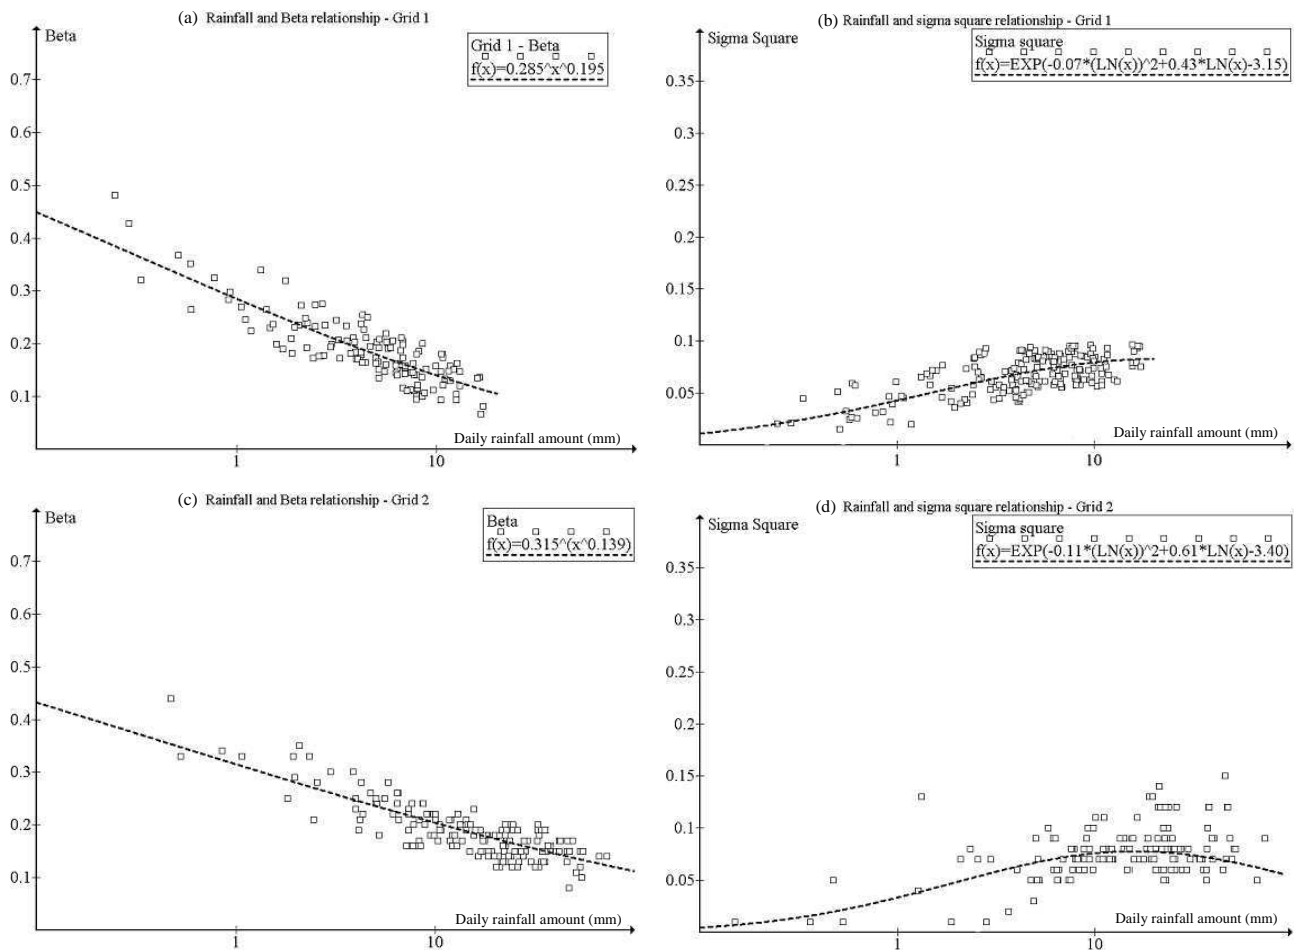 (a) Rainfall and Beta relationship - Grid 1
Beta
Grid 1 - Beta
f(x)=0.285^x^0.195
0.7
0.6
0.5
0.4
0.3
0.2
0.1
Daily rainfall amount (mm)
1
10
(b) Rainfall and sigma square relationship - Grid 1
Sigma Square
Sigma square
f(x)=EXP(-0.07*(LN(x))^2+0.43*LN(x)-3.15)
0.35
0.3
0.25
0.2
0.15
0.1
0.05
Daily rainfall amount (mm)
1
10
(c) Rainfall and Beta relationship - Grid 2
Beta
Beta
f(x)=0.315^(x^0.139)
0.7
0.6
0.5
0.4
0.3
0.2
0.1
Daily rainfall amount (mm)
1
10
(d) Rainfall and sigma square relationship - Grid 2
Sigma Square
Sigma square
f(x)=EXP(-0.11*(LN(x))^2+0.61*LN(x)-3.40)
0.35
0.3
0.25
0.2
0.15
0.1
0.05
Daily rainfall amount (mm)
1
10